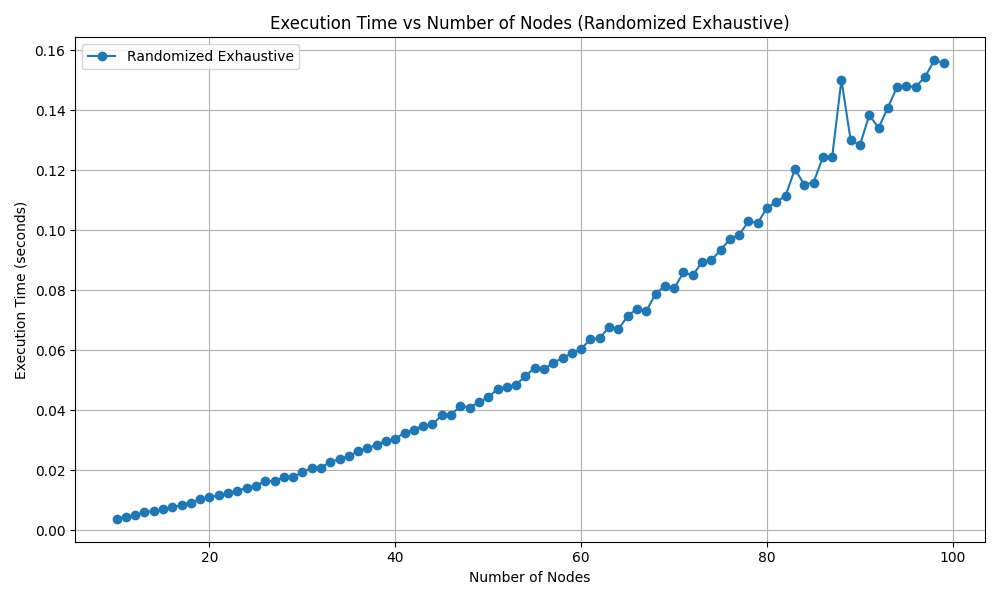 Execution Time vs Number of Nodes (Randomized Exhaustive)
Randomized Exhaustive
Execution Time (seconds)
0.16
0.14
0.12
0.10
0.08
0.06
0.04
0.02
0.00
20 40 60 80 100
Number of Nodes